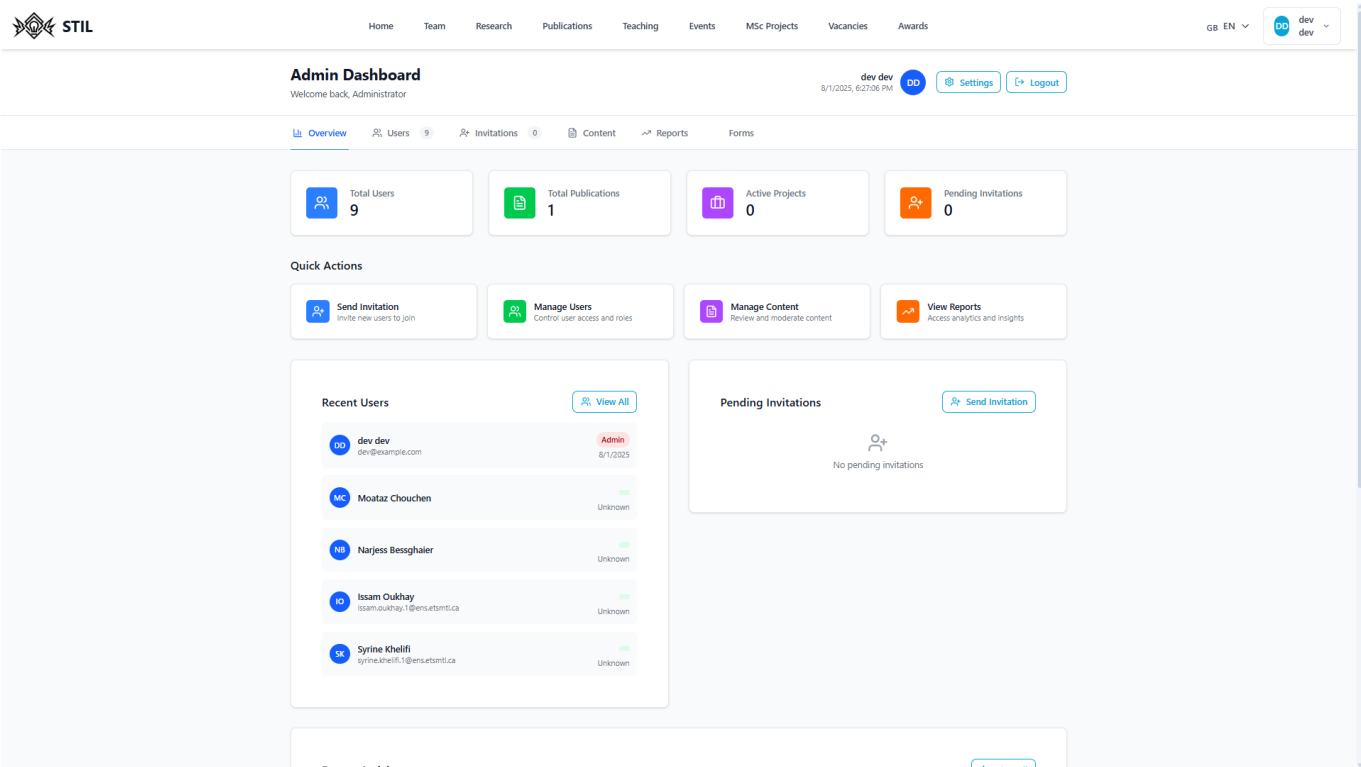 STIL
Home Team Research Publications Teaching Events MSc Projects Vacancies Awards
GB EN
DD dev dev
Admin Dashboard
Welcome back, Administrator
dev dev
8/1/2025, 6:27:06 PM
DD
Settings
Logout
Overview Users 9 Invitations 0 Content Reports Forms
Total Users
9
Total Publications
1
Active Projects
0
Pending Invitations
0
Quick Actions
Send Invitation
Invite new users to join
Manage Users
Control user access and roles
Manage Content
Review and moderate content
View Reports
Access analytics and insights
Recent Users
View All
DD
dev dev
dev@example.com
Admin
8/1/2025
MC
Moataz Chouchen
Unknown
NB
Narjess Bessghaier
Unknown
IO
Issam Oukhay
issam.oukhay.1@ens.etsmtl.ca
Unknown
SK
Syrine Khelifi
syrine.khelifi.1@ens.etsmtl.ca
Unknown
Pending Invitations
Send Invitation
No pending invitations